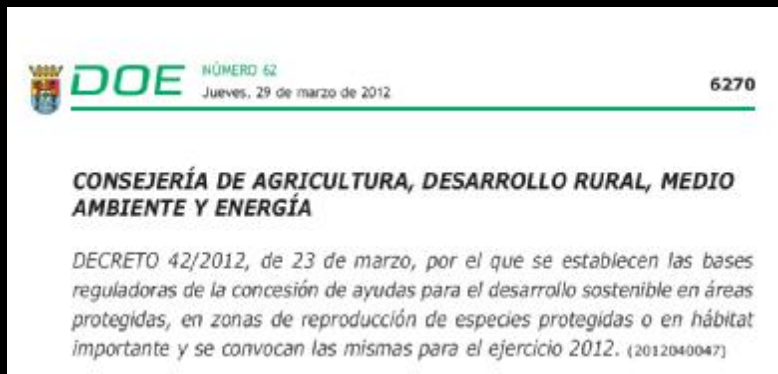 DOE NÚMERO 62
Jueves, 29 de marzo de 2012
6270
CONSEJERÍA DE AGRICULTURA, DESARROLLO RURAL, MEDIO
AMBIENTE Y ENERGÍA
DECRETO 42/2012, de 23 de marzo, por el que se establecen las bases
reguladoras de la concesión de ayudas para el desarrollo sostenible en áreas
protegidas, en zonas de reproducción de especies protegidas o en hábitat
importante y se convocan las mismas para el ejercicio 2012. (2012040047)